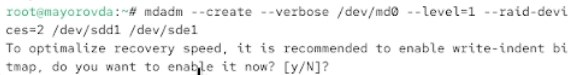 root@mayorovda:~# mdadm --create --verbose /dev/md0 --level=1 --raid-devi
ces=2 /dev/sdd1 /dev/sde1
To optimalize recovery speed, it is recommended to enable write-indent bi
tmap, do you want to enable it now? [y/N]?